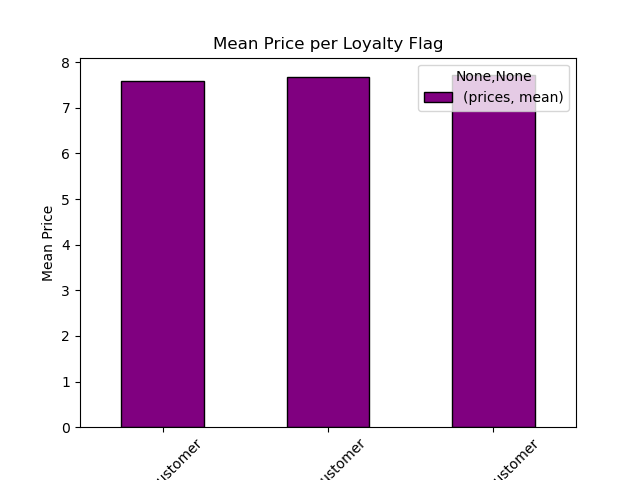 Mean Price per Loyalty Flag
None,None
(prices, mean)
Mean Price
8
7
6
5
4
3
2
1
0
ustomer
ustomer
ustomer